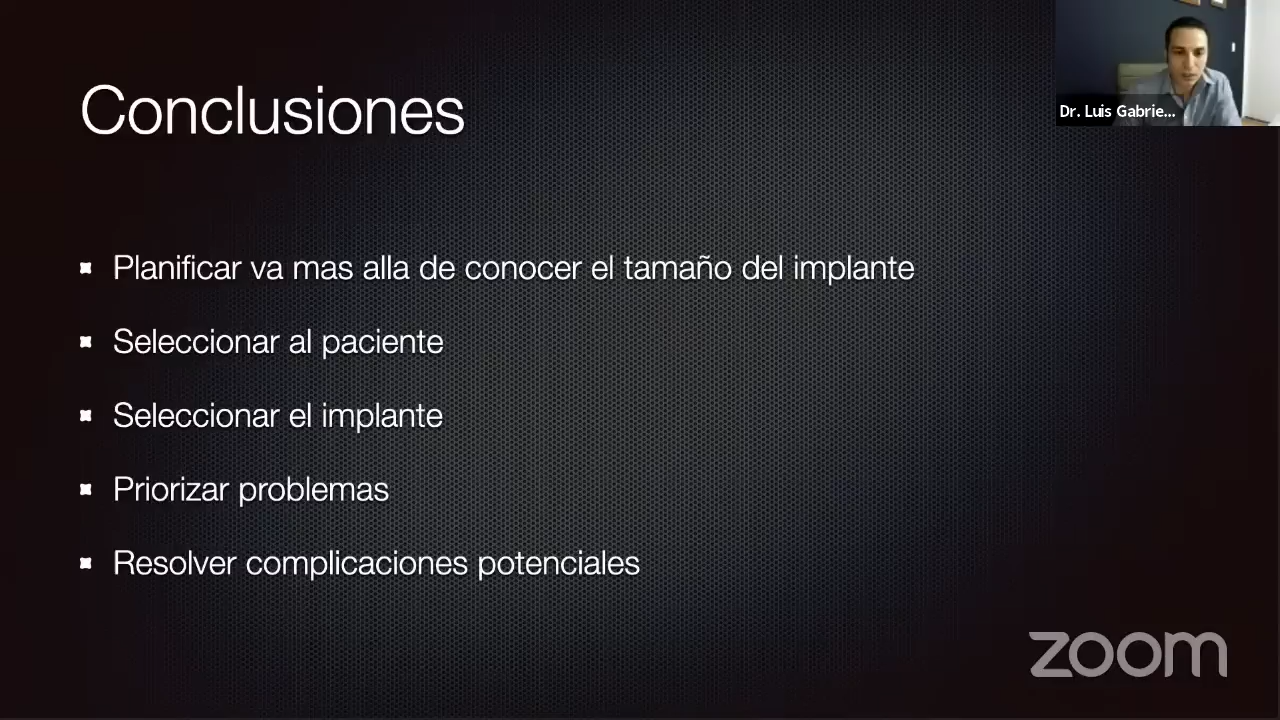 Conclusiones
Dr. Luis Gabrie...
Planificar va mas alla de conocer el tamaño del implante
Seleccionar al paciente
Seleccionar el implante
Priorizar problemas
Resolver complicaciones potenciales
zoom